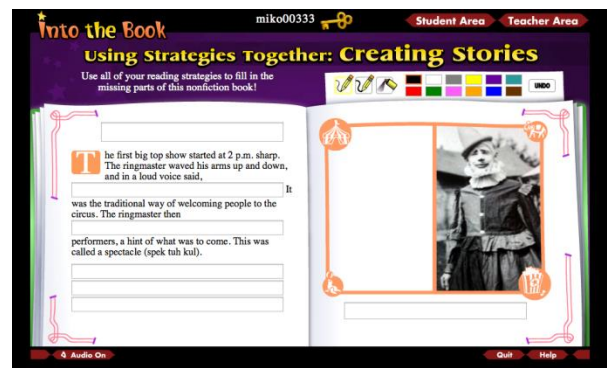 Into the Book
miko00333
Student Area
Teacher Area
Using Strategies Together: Creating Stories
Use all of your reading strategies to fill in the
missing parts of this nonfiction book!
UNDO
The first big top show started at 2 p.m. sharp.
The ringmaster waved his arms up and down,
and in a loud voice said,
It
was the traditional way of welcoming people to the
circus. The ringmaster then
performers, a hint of what was to come. This was
called a spectacle (spek tuh kul).
Audio On
Quit
Help